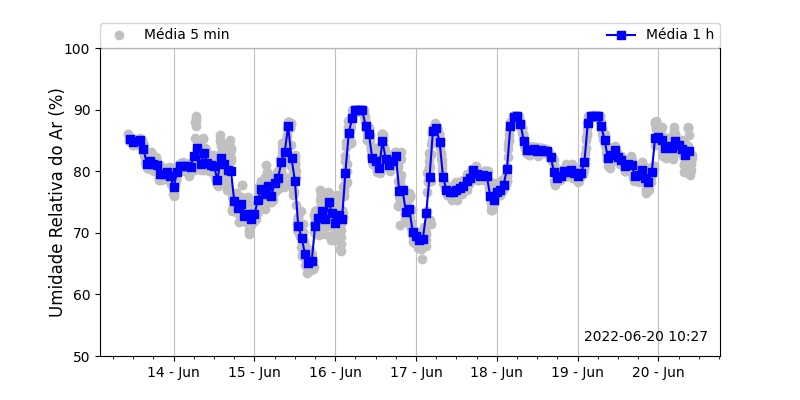 Média 5 min Média 1 h
Umidade Relativa do Ar (%)
100
90
80
70
60
50
2022-06-20 10:27
14 - Jun 15 - Jun 16 - Jun 17 - Jun 18 - Jun 19 - Jun 20 - Jun